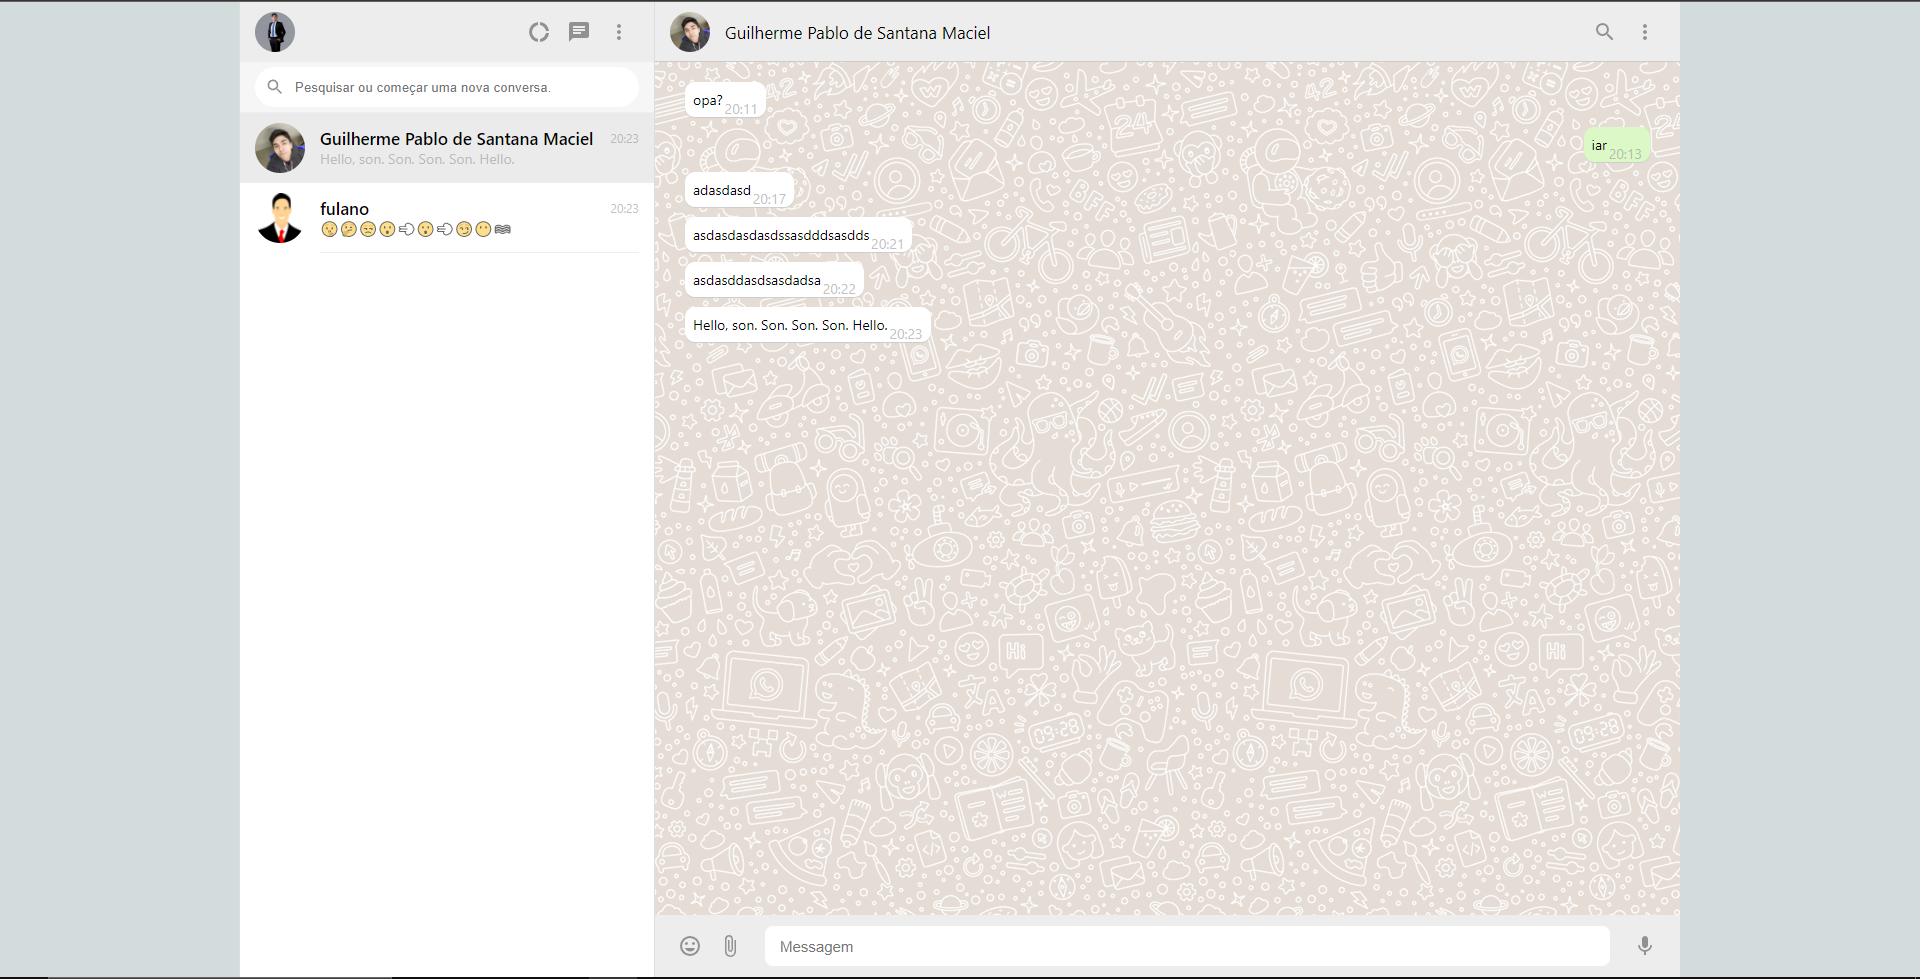 Pesquisar ou começar uma nova conversa.
Guilherme Pablo de Santana Maciel 20:23
Hello, son. Son. Son. Son. Hello.
fulano 20:23
Guilherme Pablo de Santana Maciel
opa? 20:11
iar 20:13
adasdasd 20:17
asdasdasdasdssasdddsasdds 20:21
asdasddasdsasdadsa 20:22
Hello, son. Son. Son. Son. Hello. 20:23
Messagem